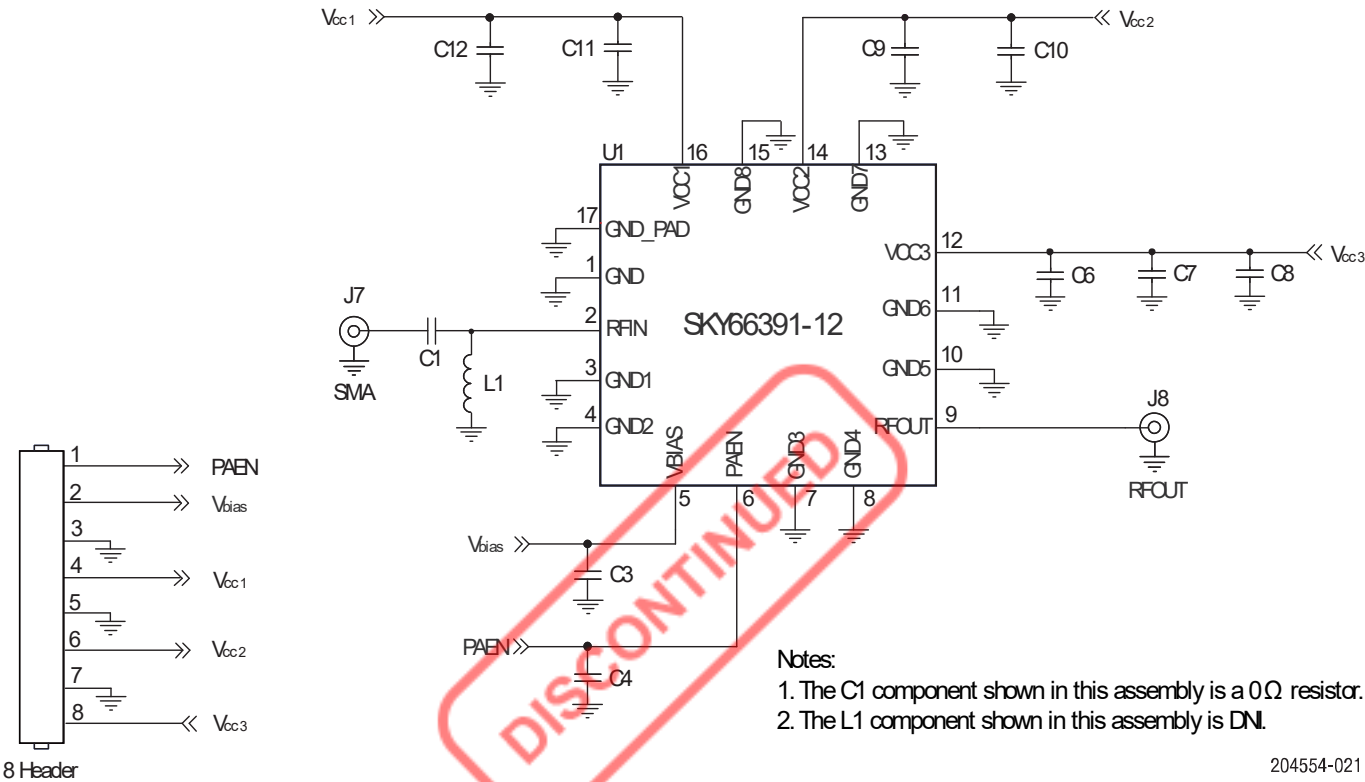 Vcc1
Vcc2
C12
C11
C9
C10
U1
16
15
14
13
VCC1
GND8
VCC2
GND7
17
GND_PAD
VCC3
12
Vcc3
1
GND
C6
C7
C8
J7
2
RFIN
SKY66391-12
GND6
11
C1
L1
SMA
3
GND1
GND5
10
4
GND2
RFOUT
9
J8
RFOUT
VBIAS
PAEN
GND3
GND4
5
6
7
8
Vbias
C3
PAEN
C4
DISCONTINUED
1
PAEN
2
Vbias
3
4
Vcc1
5
6
Vcc2
7
8
Vcc3
8 Header
Notes:
1. The C1 component shown in this assembly is a 0Ω resistor.
2. The L1 component shown in this assembly is DNI.
204554-021